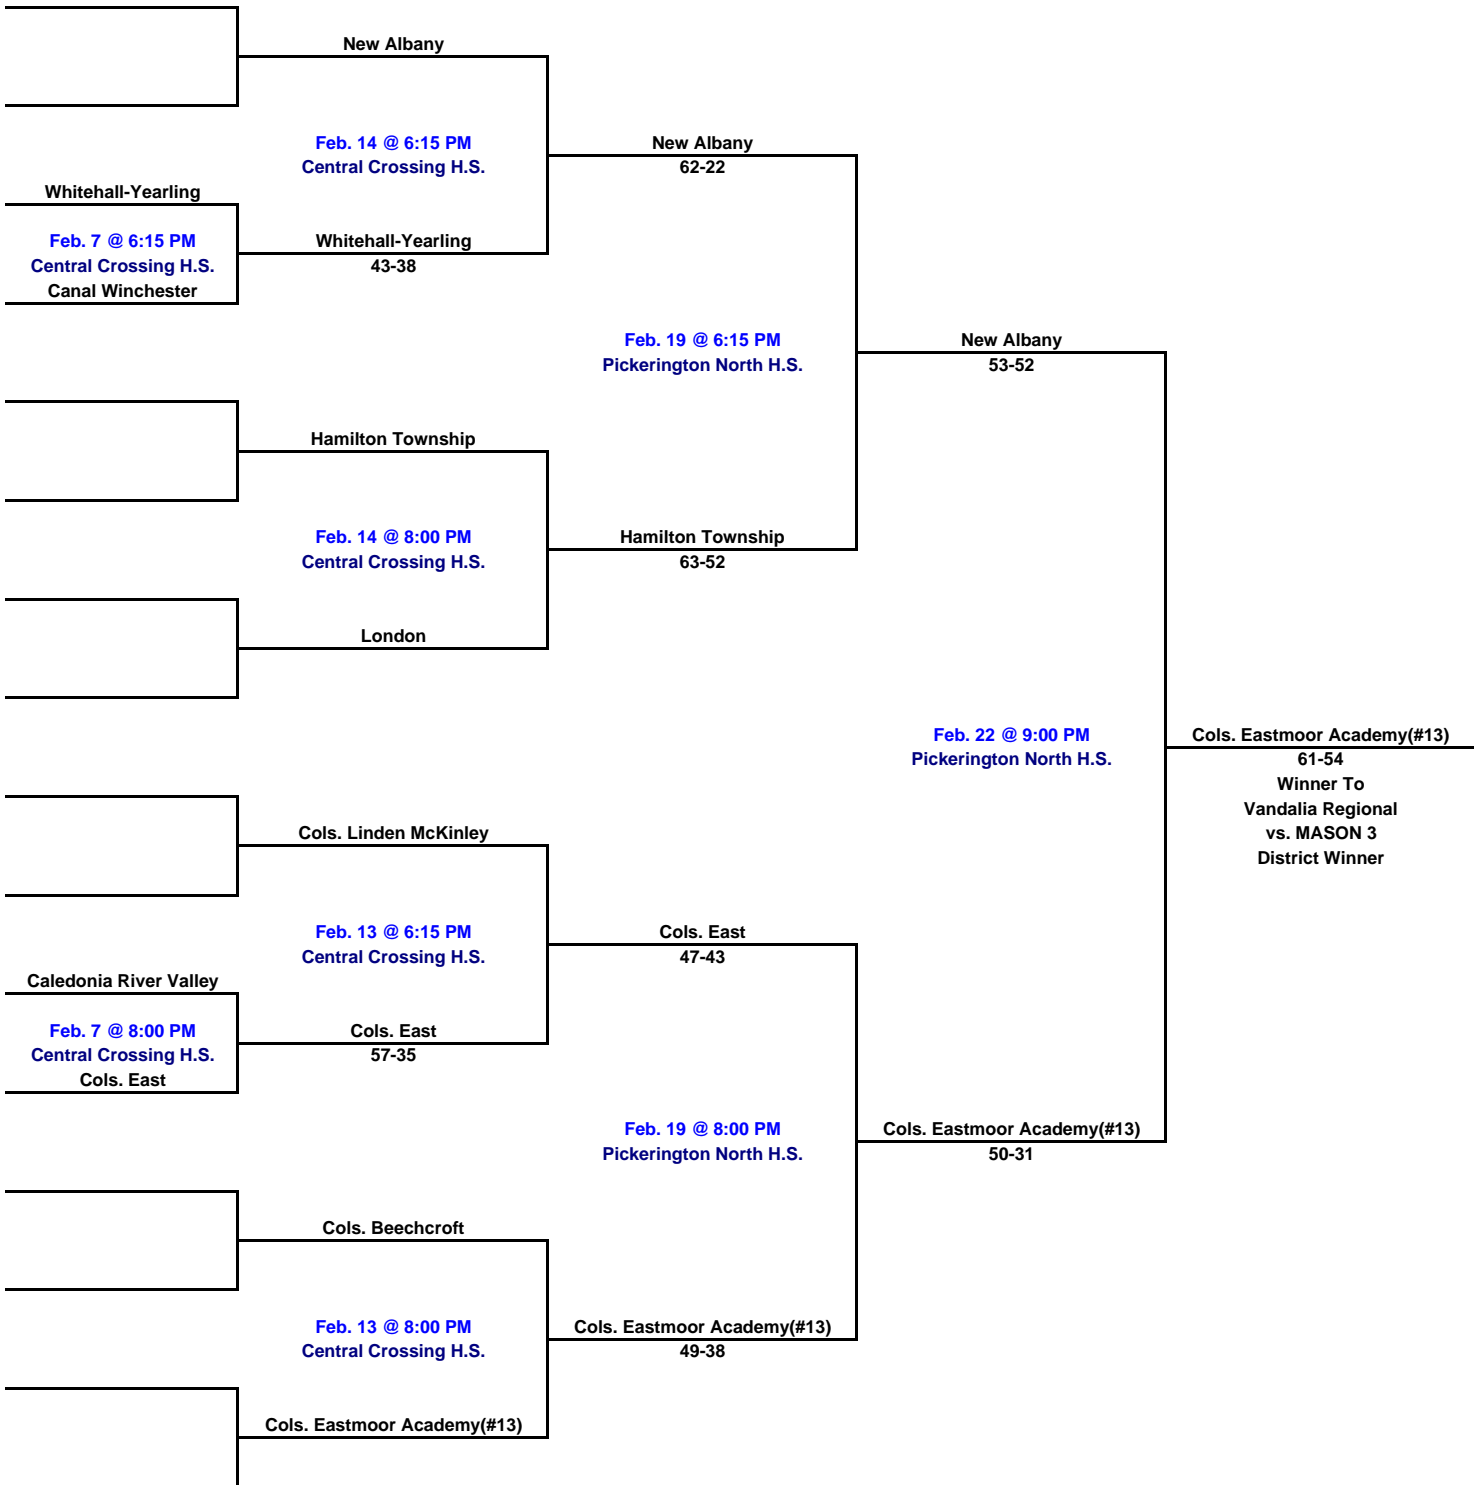 New Albany
Feb. 14 @ 6:15 PM
Central Crossing H.S.
New Albany
62-22
Whitehall-Yearling
Feb. 7 @ 6:15 PM
Central Crossing H.S.
Canal Winchester
Whitehall-Yearling
43-38
Feb. 19 @ 6:15 PM
Pickerington North H.S.
New Albany
53-52
Hamilton Township
Feb. 14 @ 8:00 PM
Central Crossing H.S.
Hamilton Township
63-52
London
Feb. 22 @ 9:00 PM
Pickerington North H.S.
Cols. Eastmoor Academy(#13)
61-54
Winner To
Vandalia Regional
vs. MASON 3
District Winner
Cols. Linden McKinley
Feb. 13 @ 6:15 PM
Central Crossing H.S.
Cols. East
47-43
Caledonia River Valley
Feb. 7 @ 8:00 PM
Central Crossing H.S.
Cols. East
Cols. East
57-35
Feb. 19 @ 8:00 PM
Pickerington North H.S.
Cols. Eastmoor Academy(#13)
50-31
Cols. Beechcroft
Feb. 13 @ 8:00 PM
Central Crossing H.S.
Cols. Eastmoor Academy(#13)
49-38
Cols. Eastmoor Academy(#13)